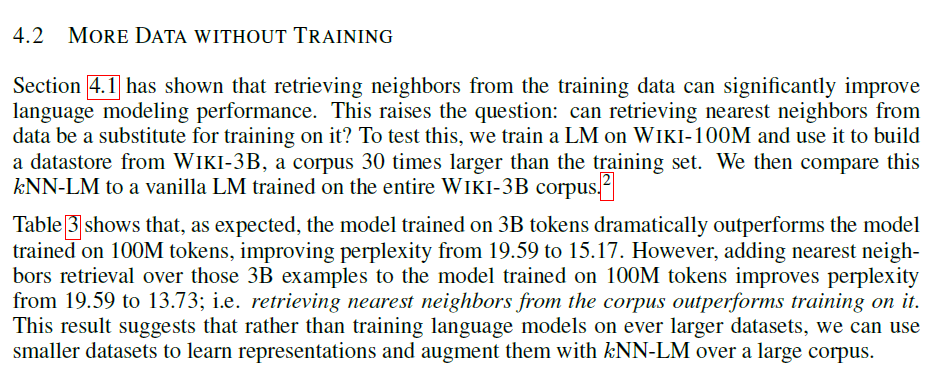 4.2 MORE DATA WITHOUT TRAINING
Section 4.1 has shown that retrieving neighbors from the training data can significantly improve
language modeling performance. This raises the question: can retrieving nearest neighbors from
data be a substitute for training on it? To test this, we train a LM on WIKI-100M and use it to build
a datastore from WIKI-3B, a corpus 30 times larger than the training set. We then compare this
kNN-LM to a vanilla LM trained on the entire WIKI-3B corpus.2
Table 3 shows that, as expected, the model trained on 3B tokens dramatically outperforms the model
trained on 100M tokens, improving perplexity from 19.59 to 15.17. However, adding nearest neigh-
bors retrieval over those 3B examples to the model trained on 100M tokens improves perplexity
from 19.59 to 13.73; i.e. retrieving nearest neighbors from the corpus outperforms training on it.
This result suggests that rather than training language models on ever larger datasets, we can use
smaller datasets to learn representations and augment them with kNN-LM over a large corpus.